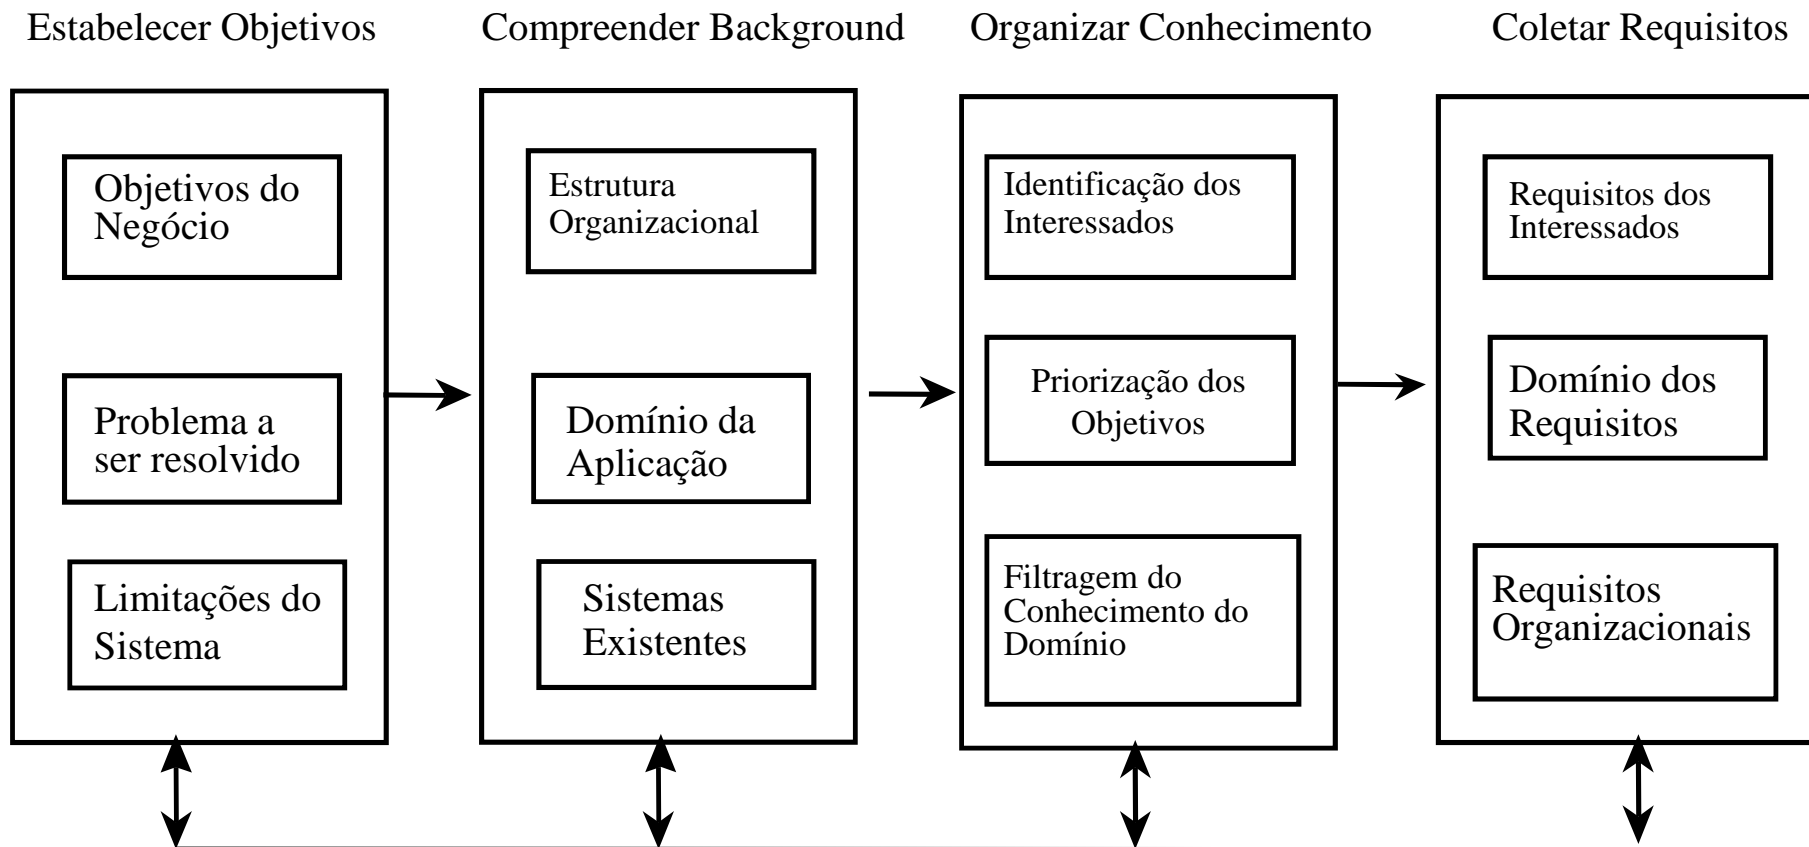 Estabelecer Objetivos
Compreender Background
Organizar Conhecimento
Coletar Requisitos
Objetivos do
Negócio
Problema a
ser resolvido
Limitações do
Sistema
Estrutura
Organizacional
Domínio da
Aplicação
Sistemas
Existentes
Identificação dos
Interessados
Priorização dos
Objetivos
Filtragem do
Conhecimento do
Domínio
Requisitos dos
Interessados
Domínio dos
Requisitos
Requisitos
Organizacionais